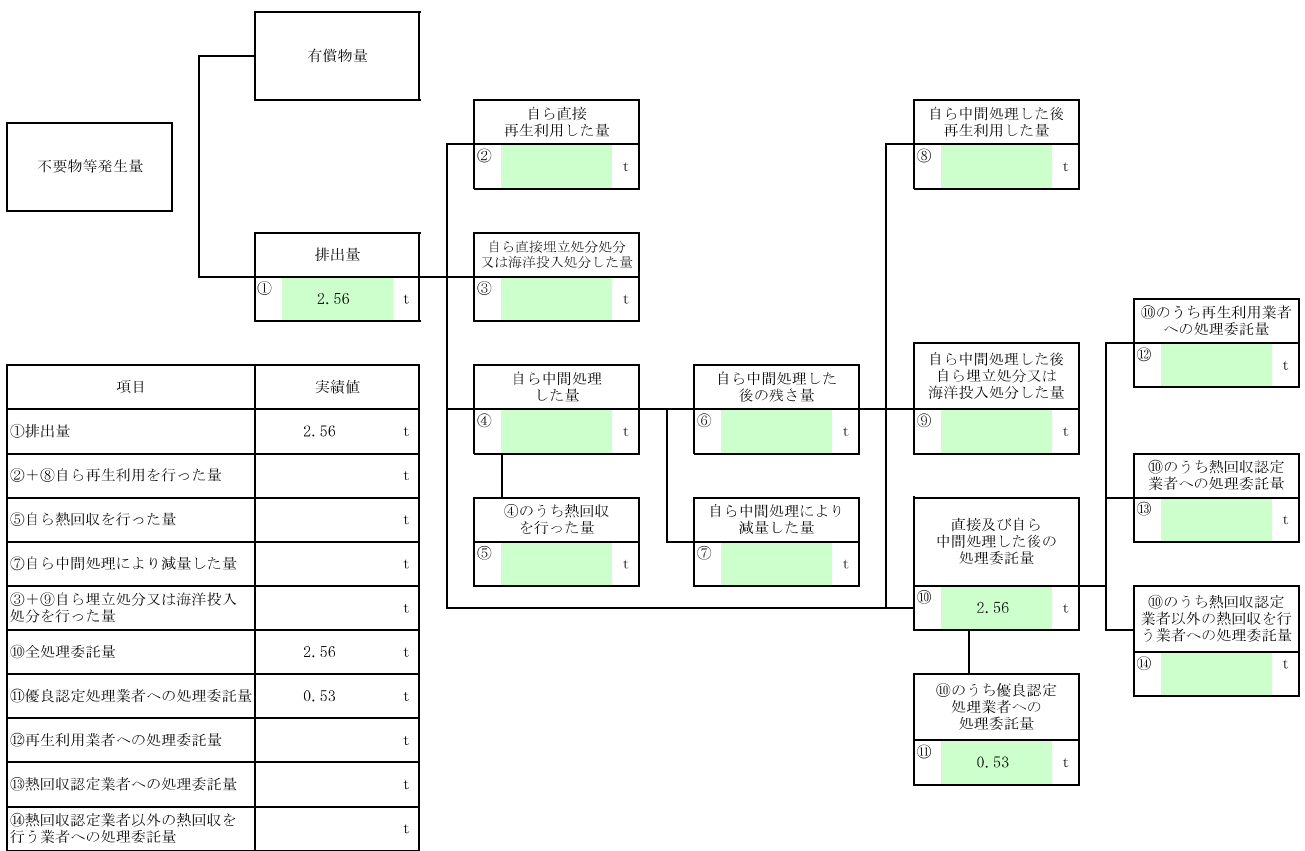 有償物量
不要物等発生量
排出量
①
2.56
t
自ら直接
再生利用した量
②
t
自ら直接埋立処分処分
又は海洋投入処分した量
③
t
自ら中間処理
した量
④
t
④のうち熱回収
を行った量
⑤
t
自ら中間処理した
後の残さ量
⑥
t
自ら中間処理により
減量した量
⑦
t
自ら中間処理した後
再生利用した量
⑧
t
自ら中間処理した後
自ら埋立処分又は
海洋投入処分した量
⑨
t
直接及び自ら
中間処理した後の
処理委託量
⑩
2.56
t
⑩のうち優良認定
処理業者への
処理委託量
⑪
0.53
t
⑩のうち再生利用業者
への処理委託量
⑫
t
⑩のうち熱回収認定
業者への処理委託量
⑬
t
⑩のうち熱回収認定
業者以外の熱回収を行
う業者への処理委託量
⑭
t
項目 実績値
①排出量 2.56 t
②+⑧自ら再生利用を行った量 t
⑤自ら熱回収を行った量 t
⑦自ら中間処理により減量した量 t
③+⑨自ら埋立処分又は海洋投入
処分を行った量 t
⑩全処理委託量 2.56 t
⑪優良認定処理業者への処理委託量 0.53 t
⑫再生利用業者への処理委託量 t
⑬熱回収認定業者への処理委託量 t
⑭熱回収認定業者以外の熱回収を
行う業者への処理委託量 t